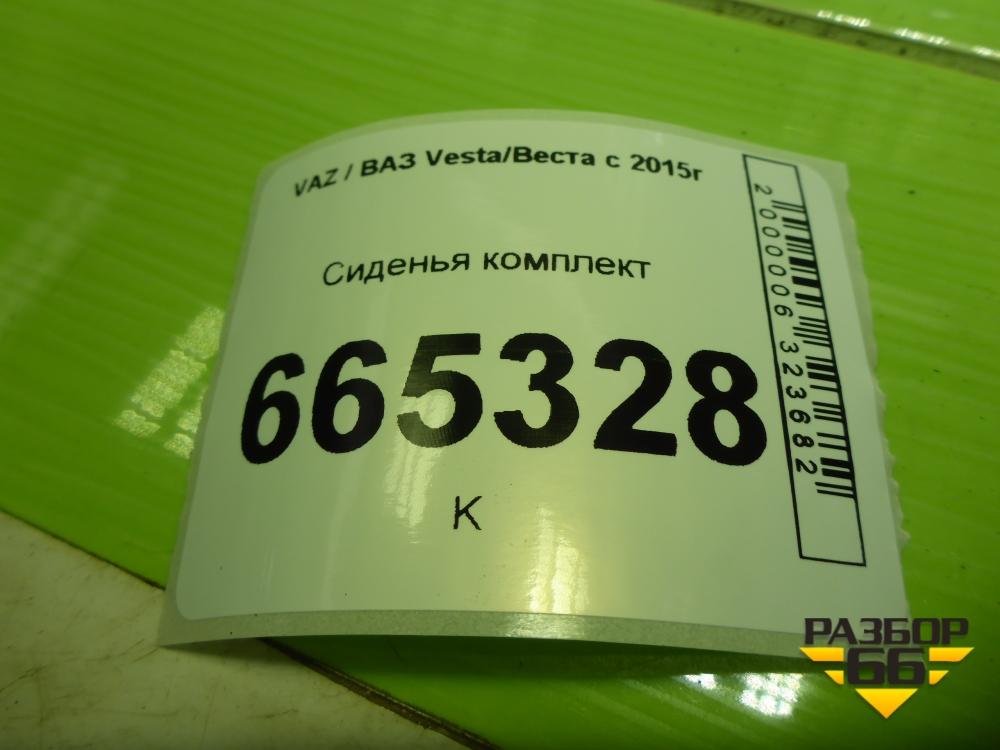 VAZ / ВАЗ Vesta/Веста с 2015г
Сиденья комплект
665328
К
2000006323682
РАЗБОР
66